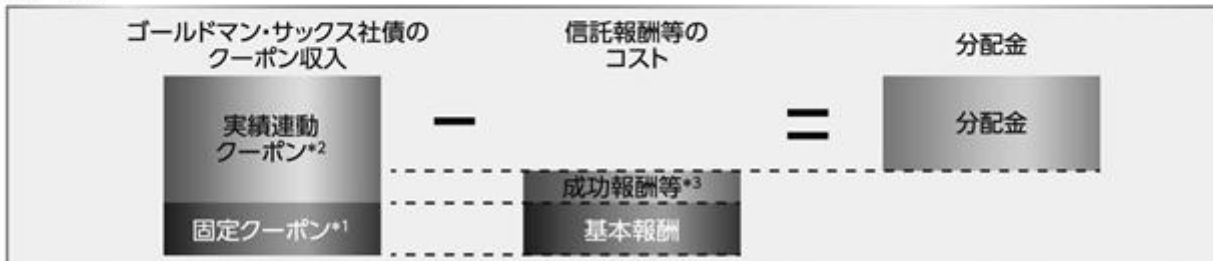 ゴールドマン・サックス社債の
クーポン収入
信託報酬等の
コスト
分配金
実績連動
クーポン*2
ー
＝
分配金
成功報酬等*3
固定クーポン*1
基本報酬